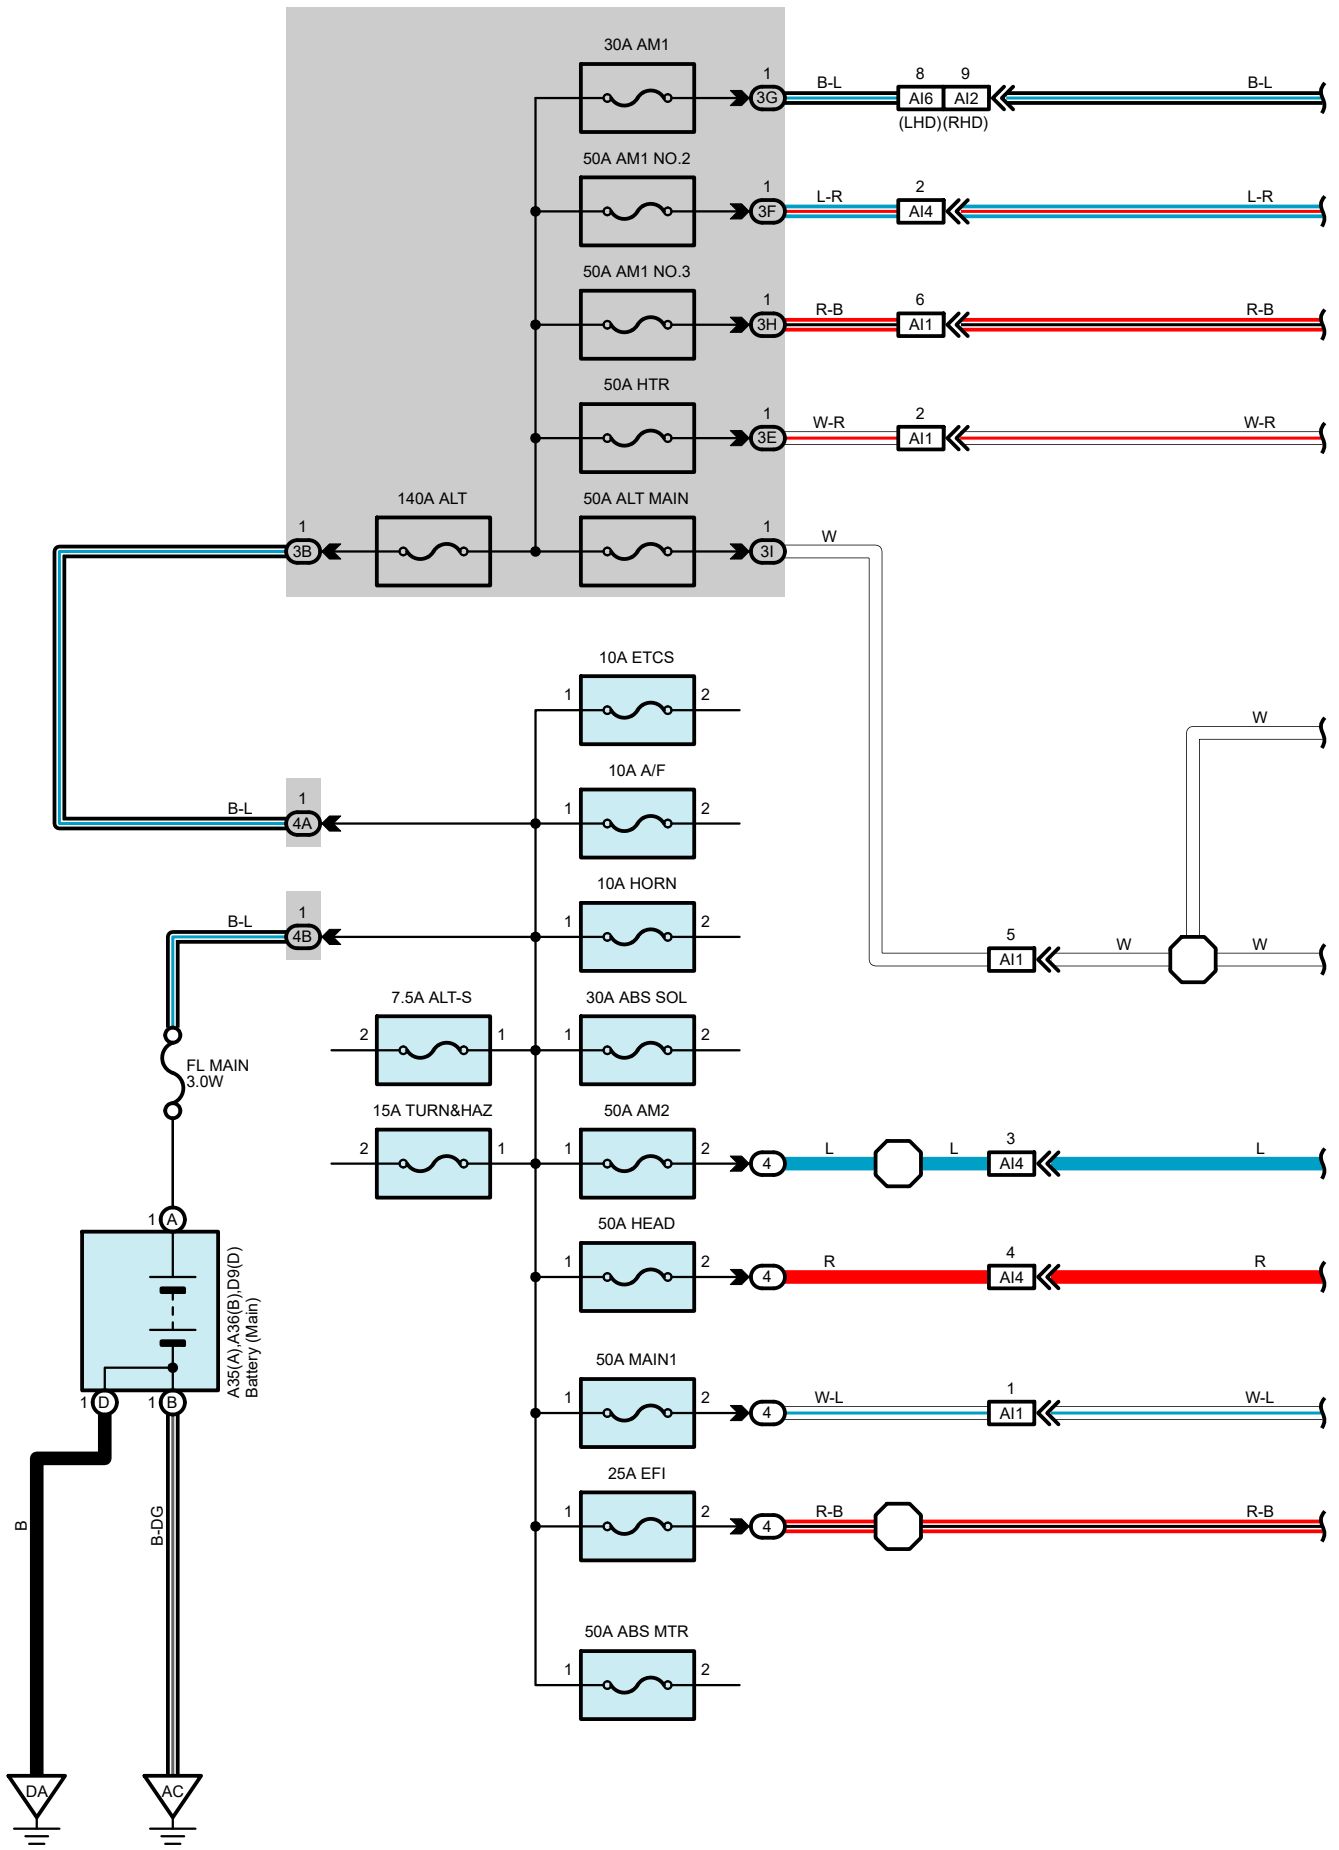 30A AM1
1
3G
B-L
8
9
AI6
AI2
(LHD)(RHD)
B-L
50A AM1 NO.2
1
3F
L-R
2
AI4
L-R
50A AM1 NO.3
1
3H
R-B
6
AI1
R-B
50A HTR
1
3E
W-R
2
AI1
W-R
140A ALT
50A ALT MAIN
1
3B
1
3I
W
10A ETCS
1
2
W
10A A/F
B-L
1
4A
1
2
10A HORN
B-L
1
4B
1
2
5
AI1
W
W
7.5A ALT-S
2
1
30A ABS SOL
1
2
FL MAIN
3.0W
15A TURN&HAZ
2
1
50A AM2
1
2
4
L
L
3
AI4
L
1
A
50A HEAD
1
2
4
R
4
AI4
R
A35(A),A36(B),D9(D)
Battery (Main)
50A MAIN1
1
2
4
W-L
1
AI1
W-L
1
D
1
B
25A EFI
1
2
4
R-B
R-B
B
B-DG
50A ABS MTR
1
2
DA
AC